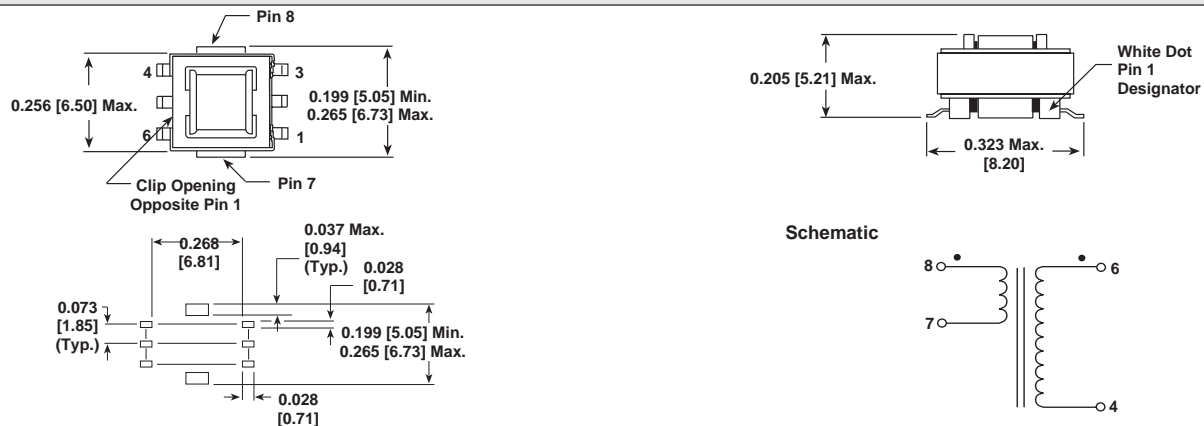 Pin 8
4
3
0.256 [6.50] Max.
0.199 [5.05] Min.
0.265 [6.73] Max.
6
1
Clip Opening
Opposite Pin 1
Pin 7
0.205 [5.21] Max.
White Dot
Pin 1
Designator
0.323 Max.
[8.20]
0.268
[6.81]
0.037 Max.
[0.94]
(Typ.)
0.028
[0.71]
0.073
[1.85]
(Typ.)
0.199 [5.05] Min.
0.265 [6.73] Max.
0.028
[0.71]
Schematic
8
6
7
4